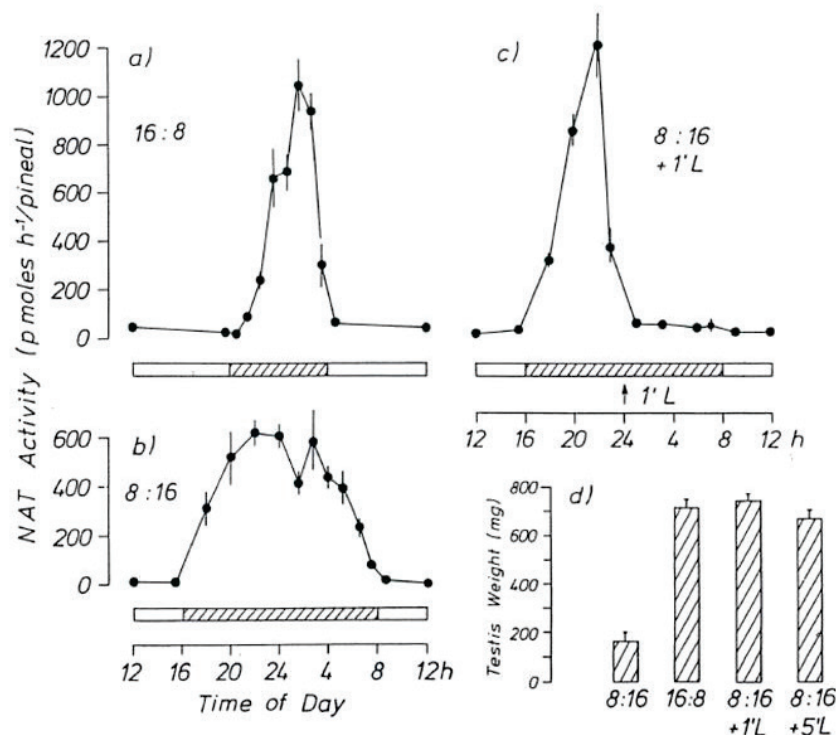 a)
16:8
1200
1000
800
600
400
200
0
NAT Activity (pmoles h⁻¹/pineal)
b)
8:16
600
400
200
0
12 16 20 24 4 8 12h
Time of Day
c)
8:16
+1'L
1'L
12 16 20 24 4 8 12 h
d)
800
600
400
200
0
Testis Weight (mg)
8:16 16:8 8:16 8:16
+1'L +5'L